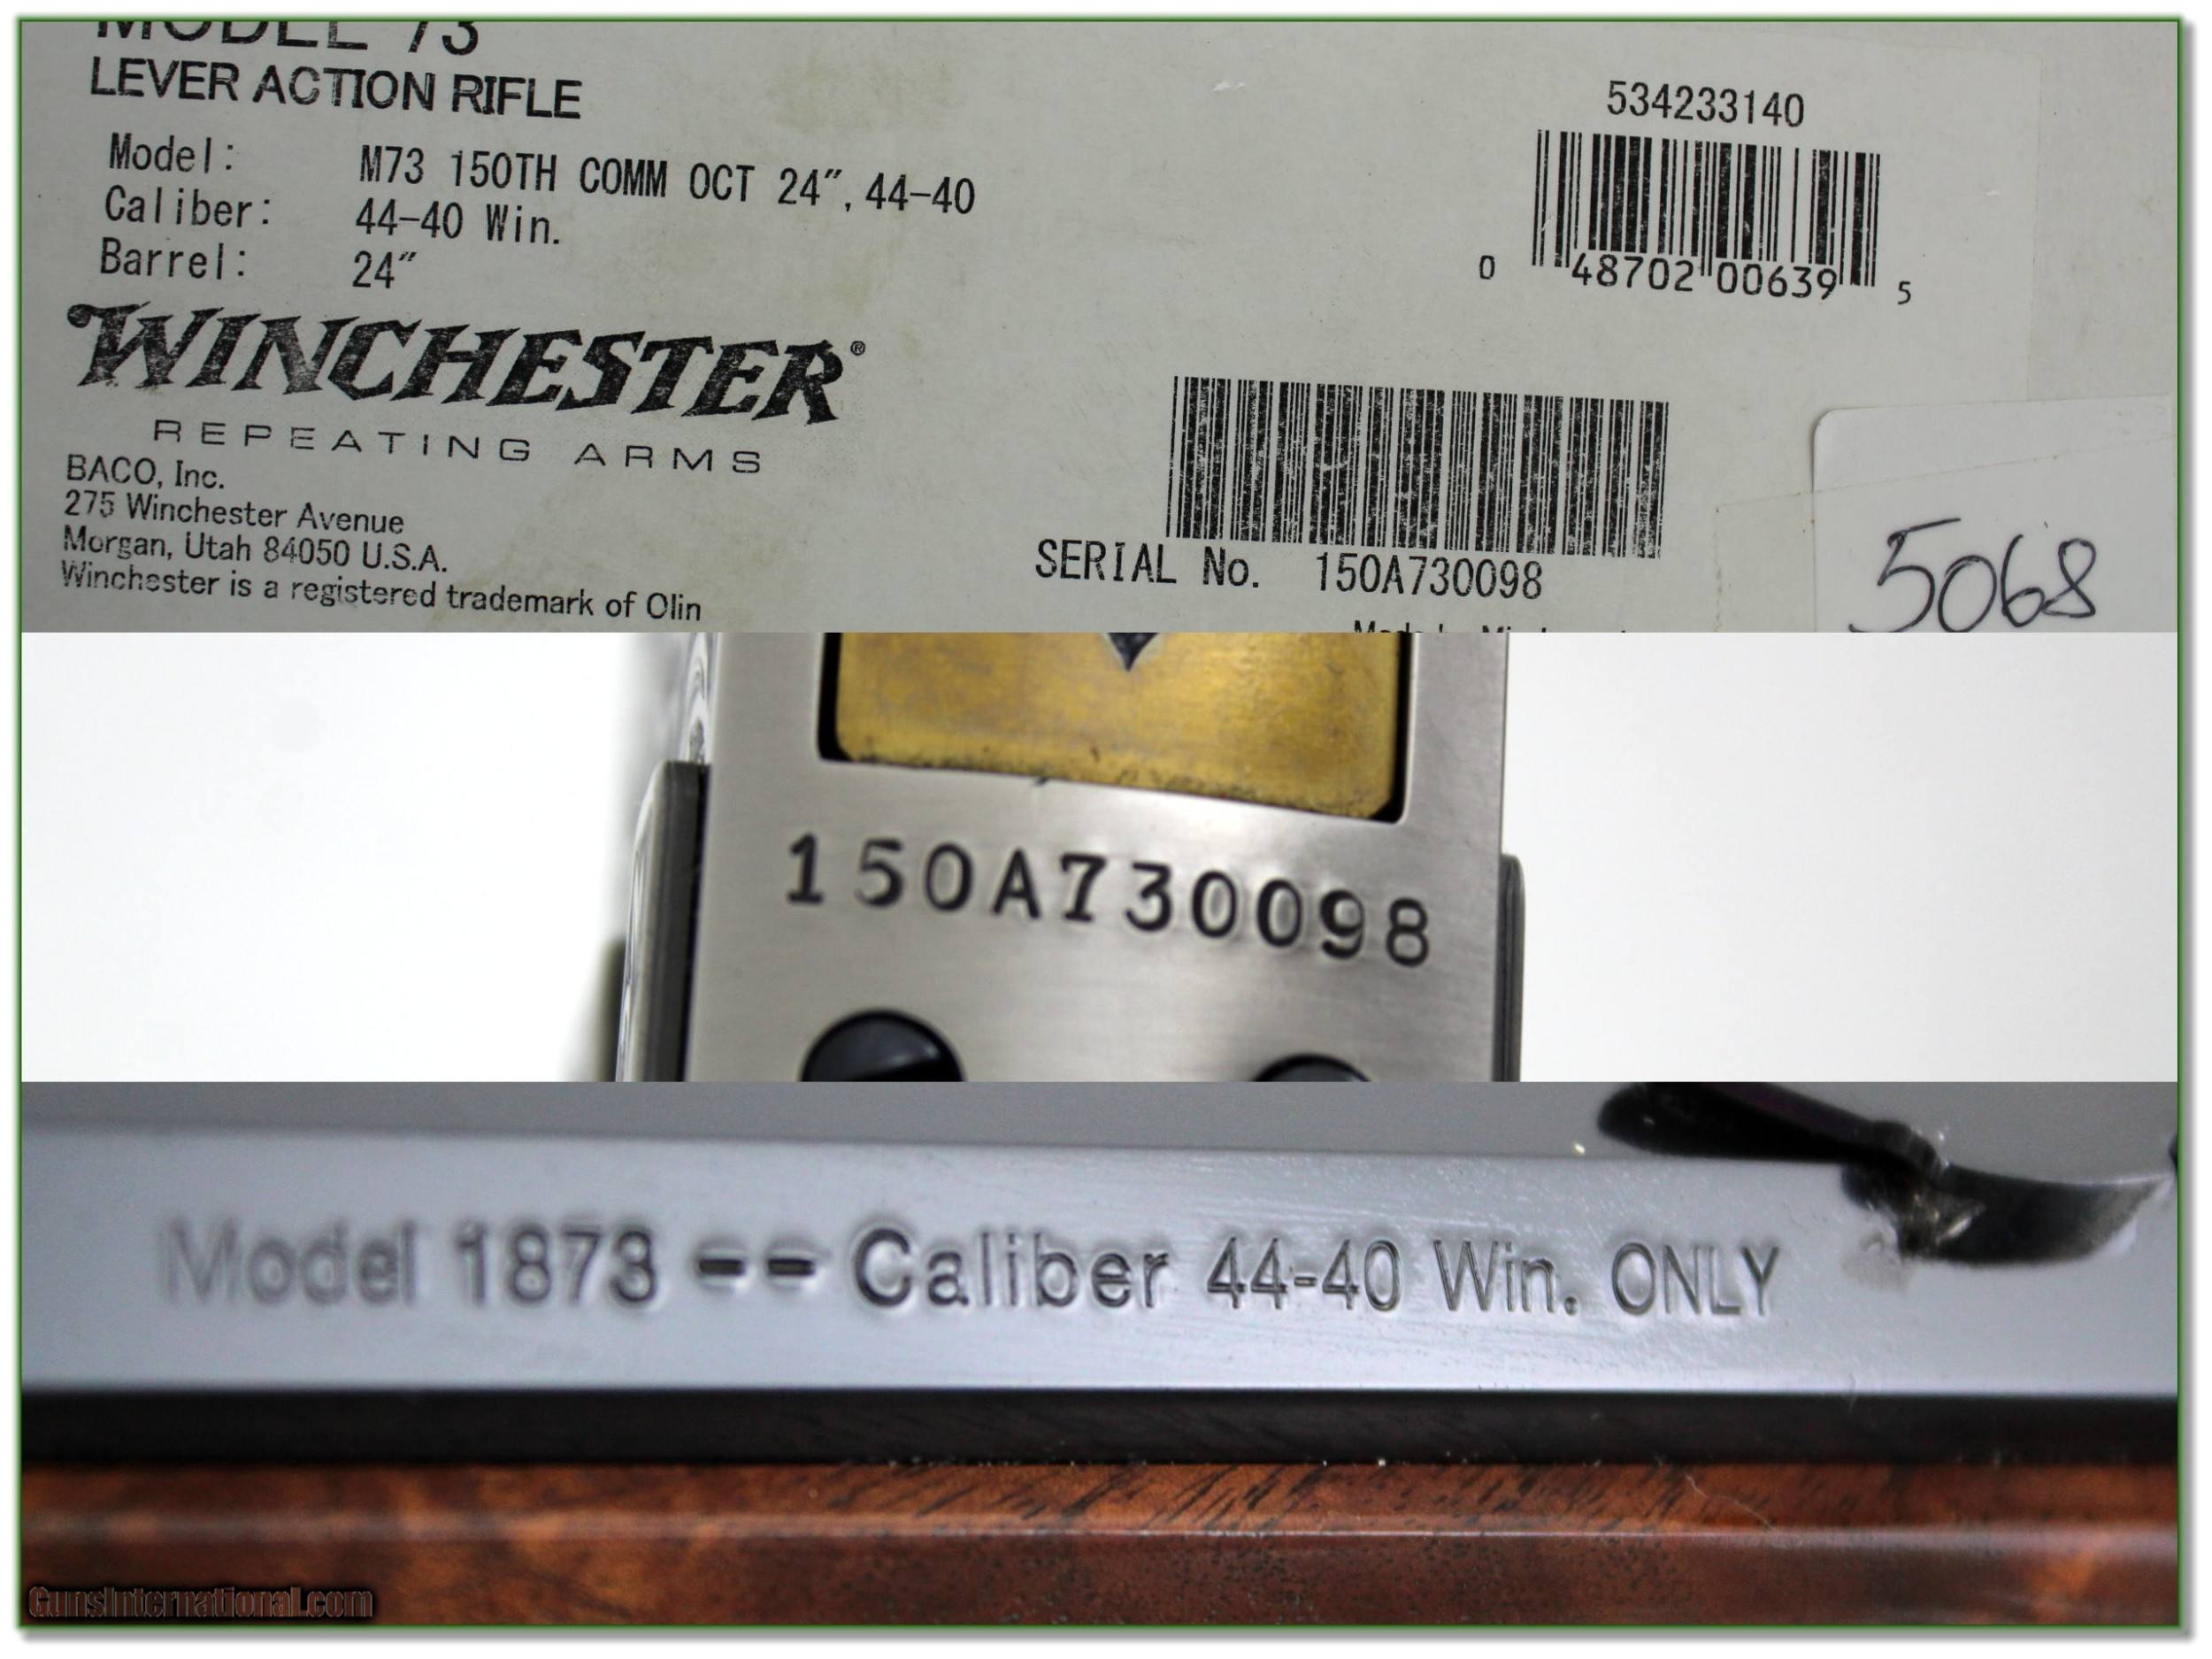 MODEL 73
LEVER ACTION RIFLE
Model: M73 150TH COMM OCT 24″, 44-40
Caliber: 44-40 Win.
Barrel: 24″
WINCHESTER®
REPEATING ARMS
BACO, Inc.
275 Winchester Avenue
Morgan, Utah 84050 U.S.A.
Winchester is a registered trademark of Olin
534233140
0 48702 00639 5
SERIAL No. 150A730098
5068
150A730098
Model 1873 -- Caliber 44-40 Win. ONLY
GunsInternational.com